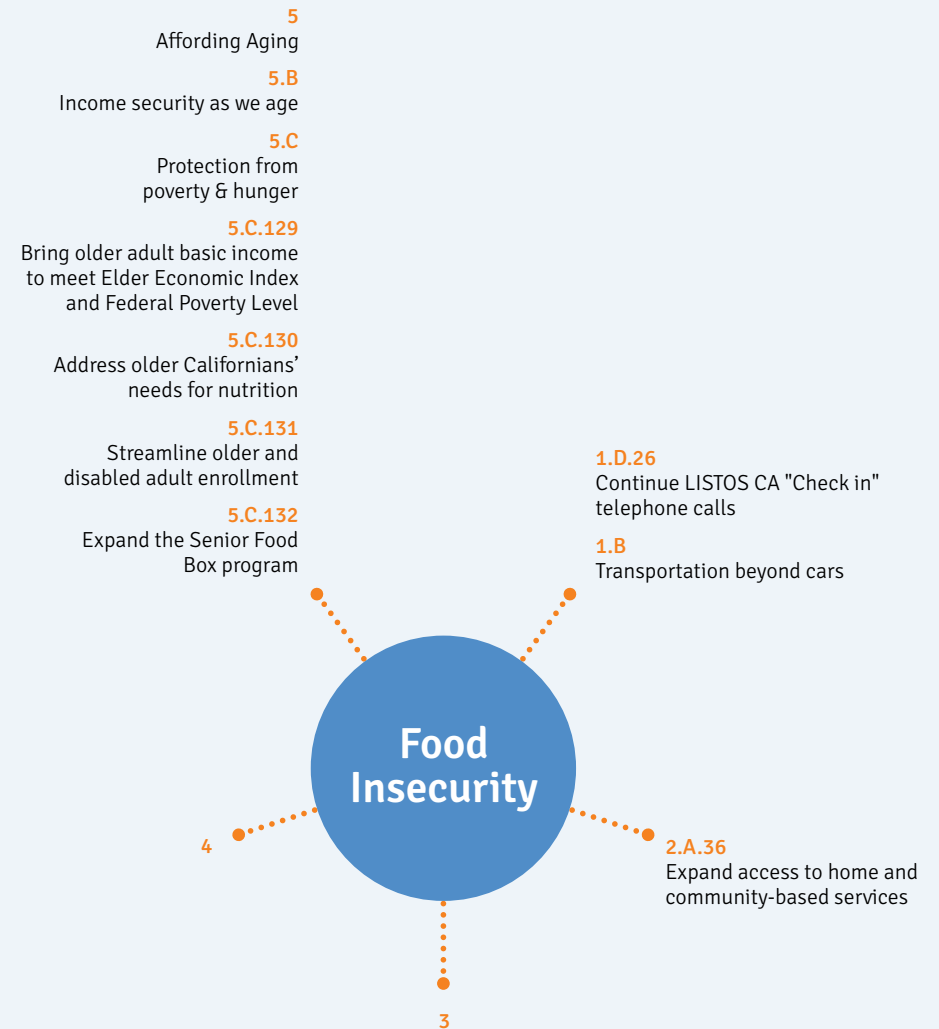 5
Affording Aging
5.B
Income security as we age
5.C
Protection from
poverty & hunger
5.C.129
Bring older adult basic income
to meet Elder Economic Index
and Federal Poverty Level
5.C.130
Address older Californians’
needs for nutrition
5.C.131
Streamline older and
disabled adult enrollment
5.C.132
Expand the Senior Food
Box program
1.D.26
Continue LISTOS CA "Check in"
telephone calls
1.B
Transportation beyond cars
Food
Insecurity
4
2.A.36
Expand access to home and
community-based services
3